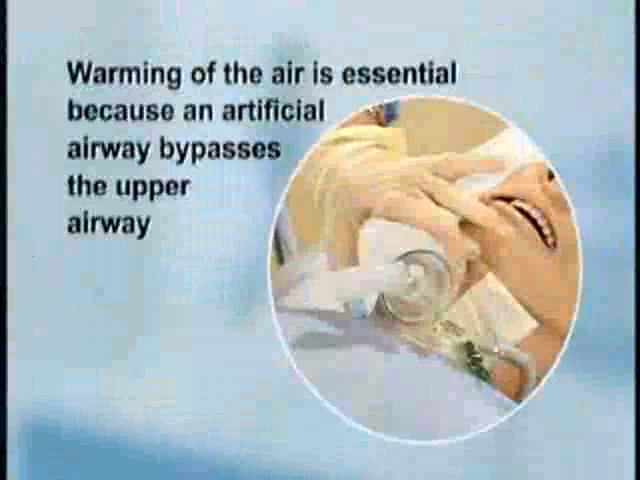 Warming of the air is essential
because an artificial
airway bypasses
the upper
airway